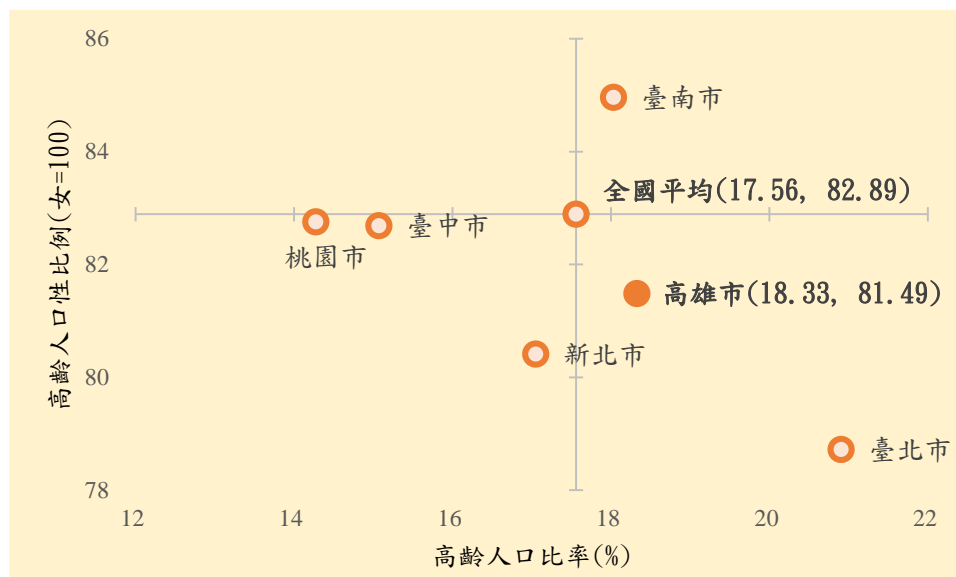 高齡人口性比例(女=100)
86
84
82
80
78
臺南市
全國平均(17.56, 82.89)
臺中市
桃園市
高雄市(18.33, 81.49)
新北市
臺北市
12 14 16 18 20 22
高齡人口比率(%)